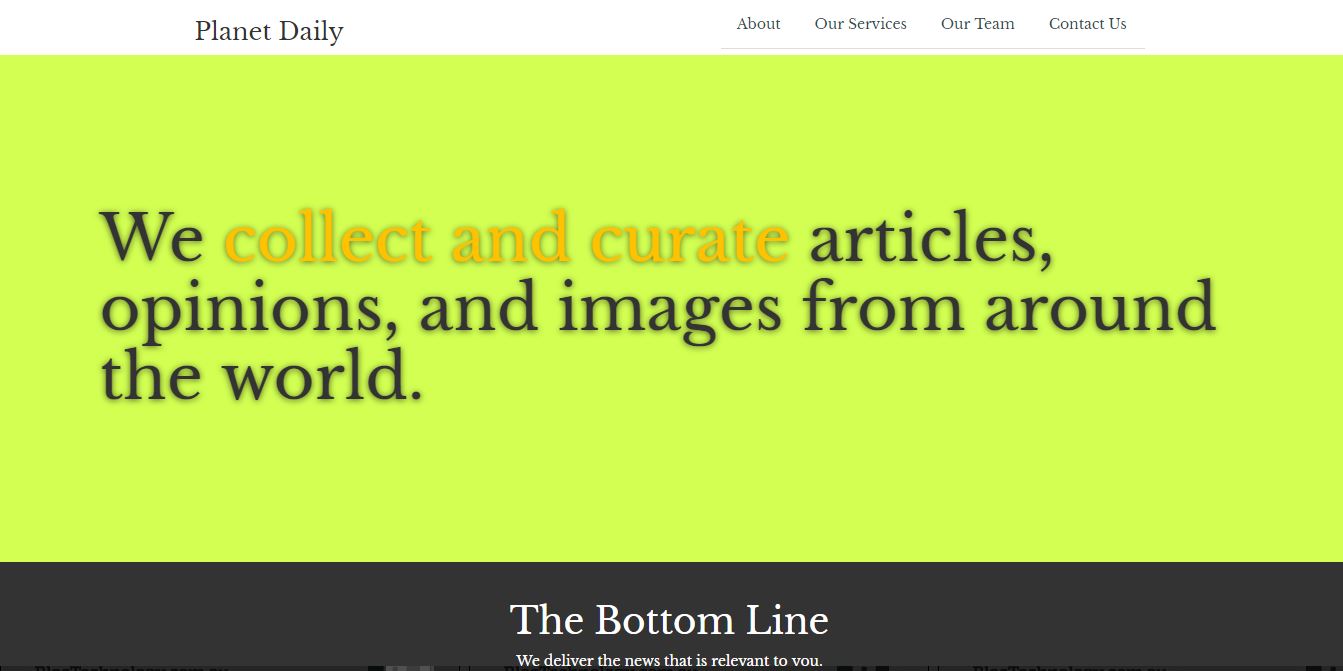 Planet Daily
About Our Services Our Team Contact Us
We collect and curate articles,
opinions, and images from around
the world.
The Bottom Line
We deliver the news that is relevant to you.